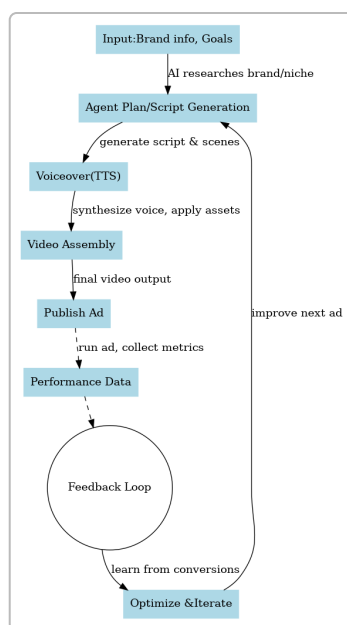 Input:Brand info, Goals
AI researches brand/niche
Agent Plan/Script Generation
generate script & scenes
Voiceover(TTS)
synthesize voice, apply assets
Video Assembly
final video output
improve next ad
Publish Ad
run ad, collect metrics
Performance Data
Feedback Loop
learn from conversions
Optimize &Iterate